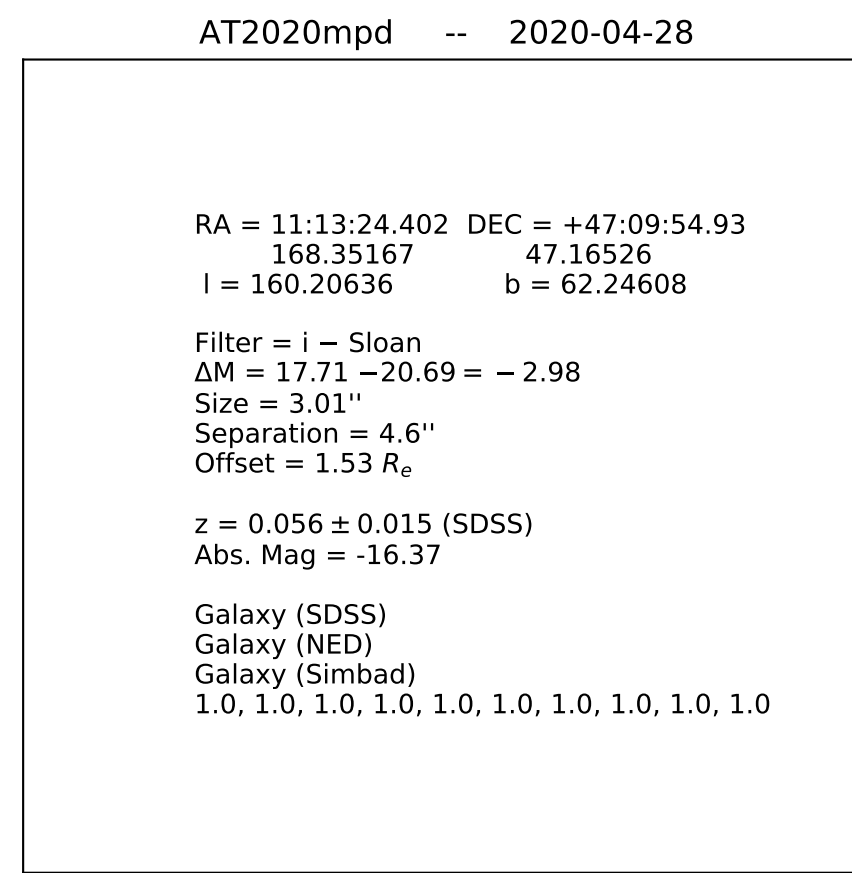 AT2020mpd -- 2020-04-28
RA = 11:13:24.402 DEC = +47:09:54.93
168.35167 47.16526
l = 160.20636 b = 62.24608
Filter = i − Sloan
ΔM = 17.71 −20.69 = − 2.98
Size = 3.01''
Separation = 4.6''
Offset = 1.53 Rₑ
z = 0.056 ± 0.015 (SDSS)
Abs. Mag = -16.37
Galaxy (SDSS)
Galaxy (NED)
Galaxy (Simbad)
1.0, 1.0, 1.0, 1.0, 1.0, 1.0, 1.0, 1.0, 1.0, 1.0